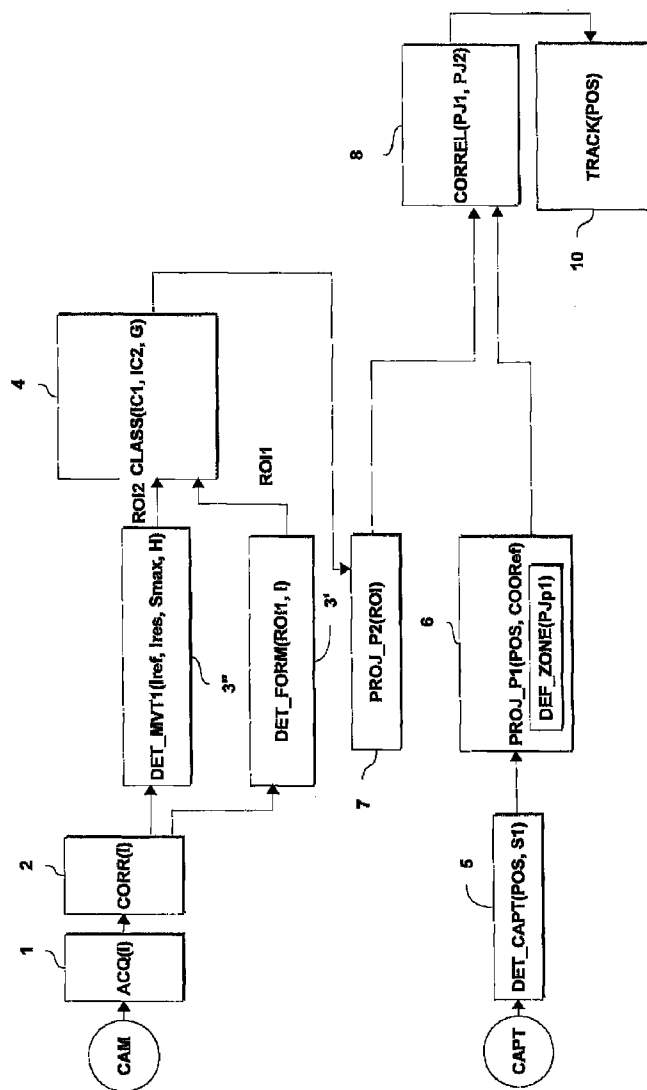 CAM
1
ACQ(I)
2
CORR(I)
DET_MVT1(Iref, Ires, Smax, H)
3"
DET_FORM(ROI1, I)
3'
ROI2
ROI1
4
CLASS(IC1, IC2, G)
7
PROJ_P2(ROI)
CAPT
5
DET_CAPT(POS, S1)
6
PROJ_P1(POS, COORef)
DEF_ZONE(PJp1)
8
CORREL(PJ1, PJ2)
TRACK(POS)
10